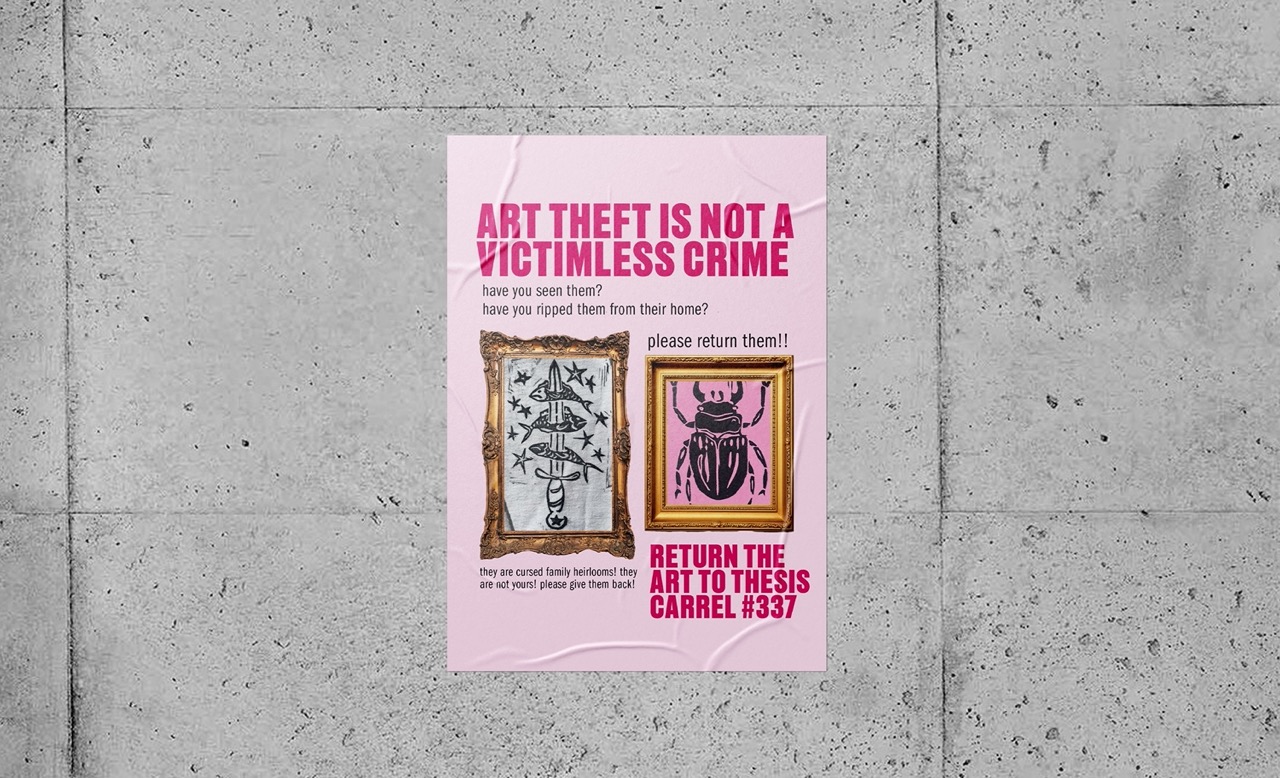 ART THEFT IS NOT A
VICTIMLESS CRIME
have you seen them?
have you ripped them from their home?
please return them!!
they are cursed family heirlooms! they
are not yours! please give them back!
RETURN THE
ART TO THESIS
CARREL #337